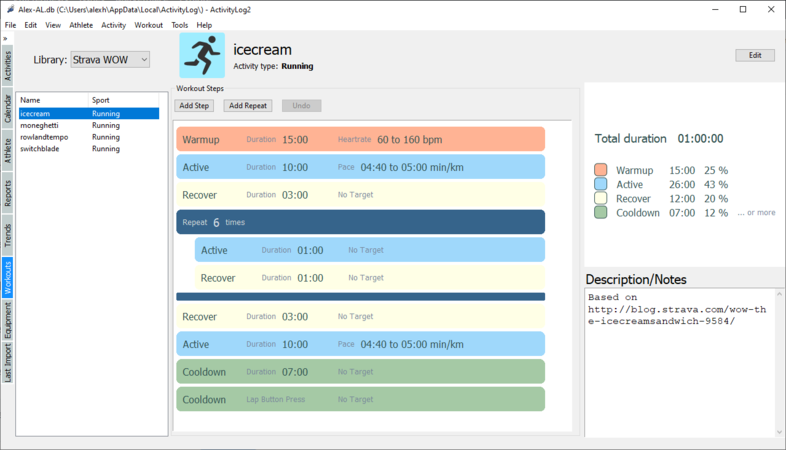 Alex-AL.db (C:\Users\alexh\AppData\Local\ActivityLog\) - ActivityLog2
File Edit View Athlete Activity Workout Tools Help
»
Activities
Calendar
Athlete
Reports
Trends
Workouts
Equipment
Last Import
Library: Strava WOW
Name Sport
icecream Running
moneghetti Running
rowlandtempo Running
switchblade Running
icecream
Activity type: Running
Edit
Workout Steps
Add Step Add Repeat Undo
Warmup Duration 15:00 Heartrate 60 to 160 bpm
Active Duration 10:00 Pace 04:40 to 05:00 min/km
Recover Duration 03:00 No Target
Repeat 6 times
Active Duration 01:00 No Target
Recover Duration 01:00 No Target
Recover Duration 03:00 No Target
Active Duration 10:00 Pace 04:40 to 05:00 min/km
Cooldown Duration 07:00 No Target
Cooldown Lap Button Press No Target
Total duration 01:00:00
Warmup 15:00 25 %
Active 26:00 43 %
Recover 12:00 20 %
Cooldown 07:00 12 % ... or more
Description/Notes
Based on
http://blog.strava.com/wow-th
e-icecreamsandwich-9584/